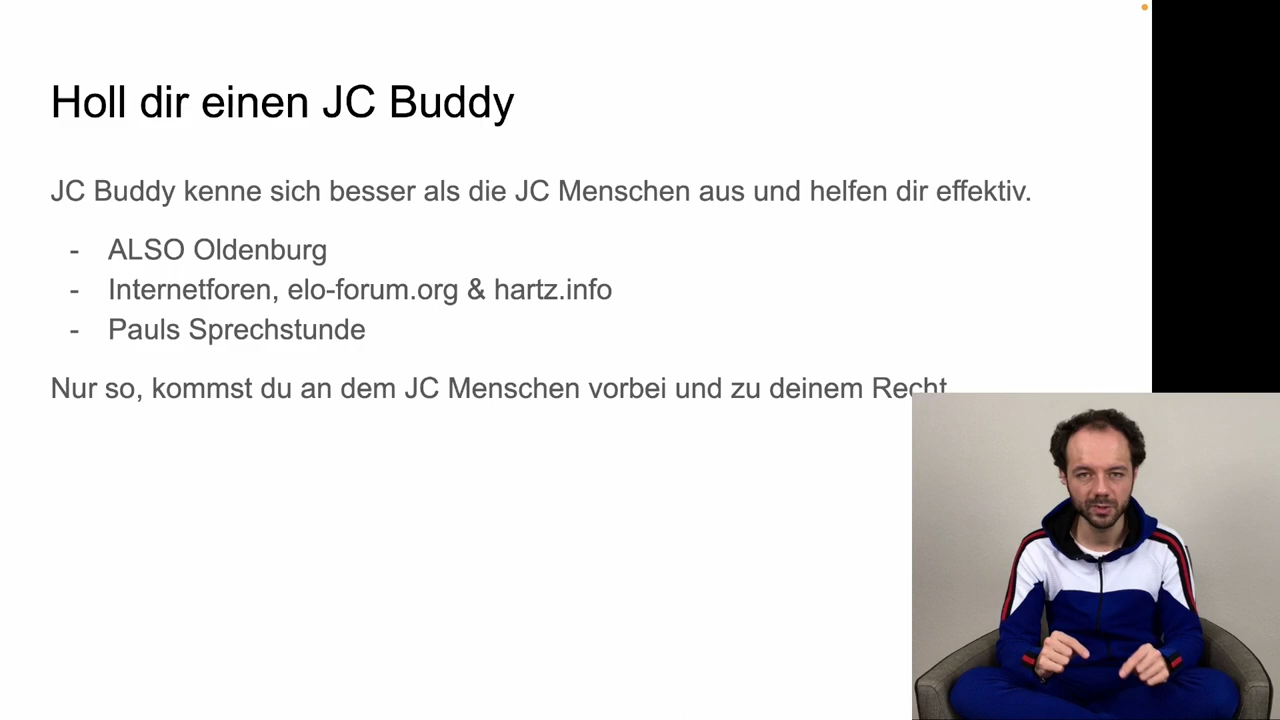 Holl dir einen JC Buddy
JC Buddy kenne sich besser als die JC Menschen aus und helfen dir effektiv.
- ALSO Oldenburg
- Internetforen, elo-forum.org & hartz.info
- Pauls Sprechstunde
Nur so, kommst du an dem JC Menschen vorbei und zu deinem Recht